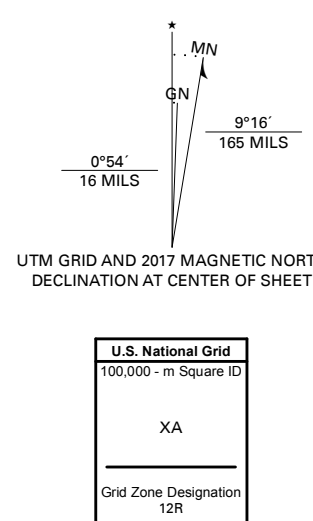 ★
MN
GN
9°16´
165 MILS
0°54´
16 MILS
UTM GRID AND 2017 MAGNETIC NORT
DECLINATION AT CENTER OF SHEET
U.S. National Grid
100,000 - m Square ID
XA
Grid Zone Designation
12R